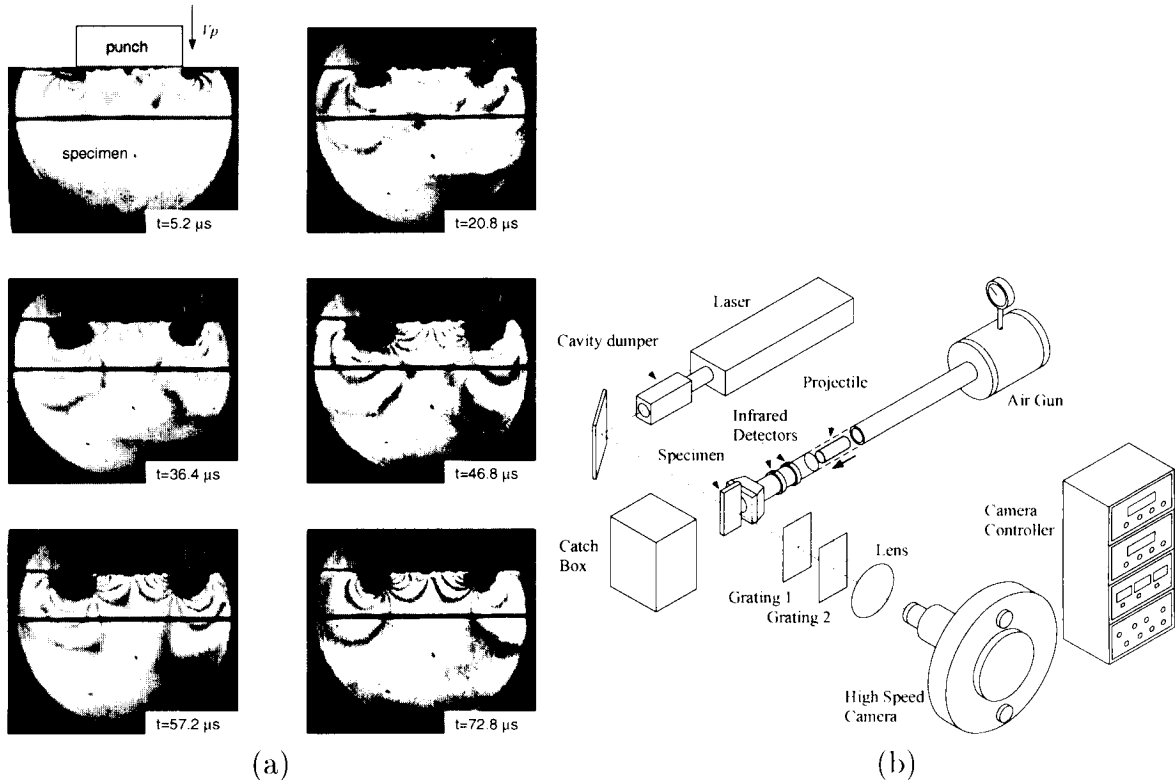 Vp
punch
specimen
t=5.2 µs
t=20.8 µs
t=36.4 µs
t=46.8 µs
t=57.2 µs
t=72.8 µs
(a)
Laser
Cavity dumper
Projectile
Air Gun
Infrared
Detectors
Specimen
Camera
Controller
Catch
Box
Lens
Grating 1
Grating 2
High Speed
Camera
(b)